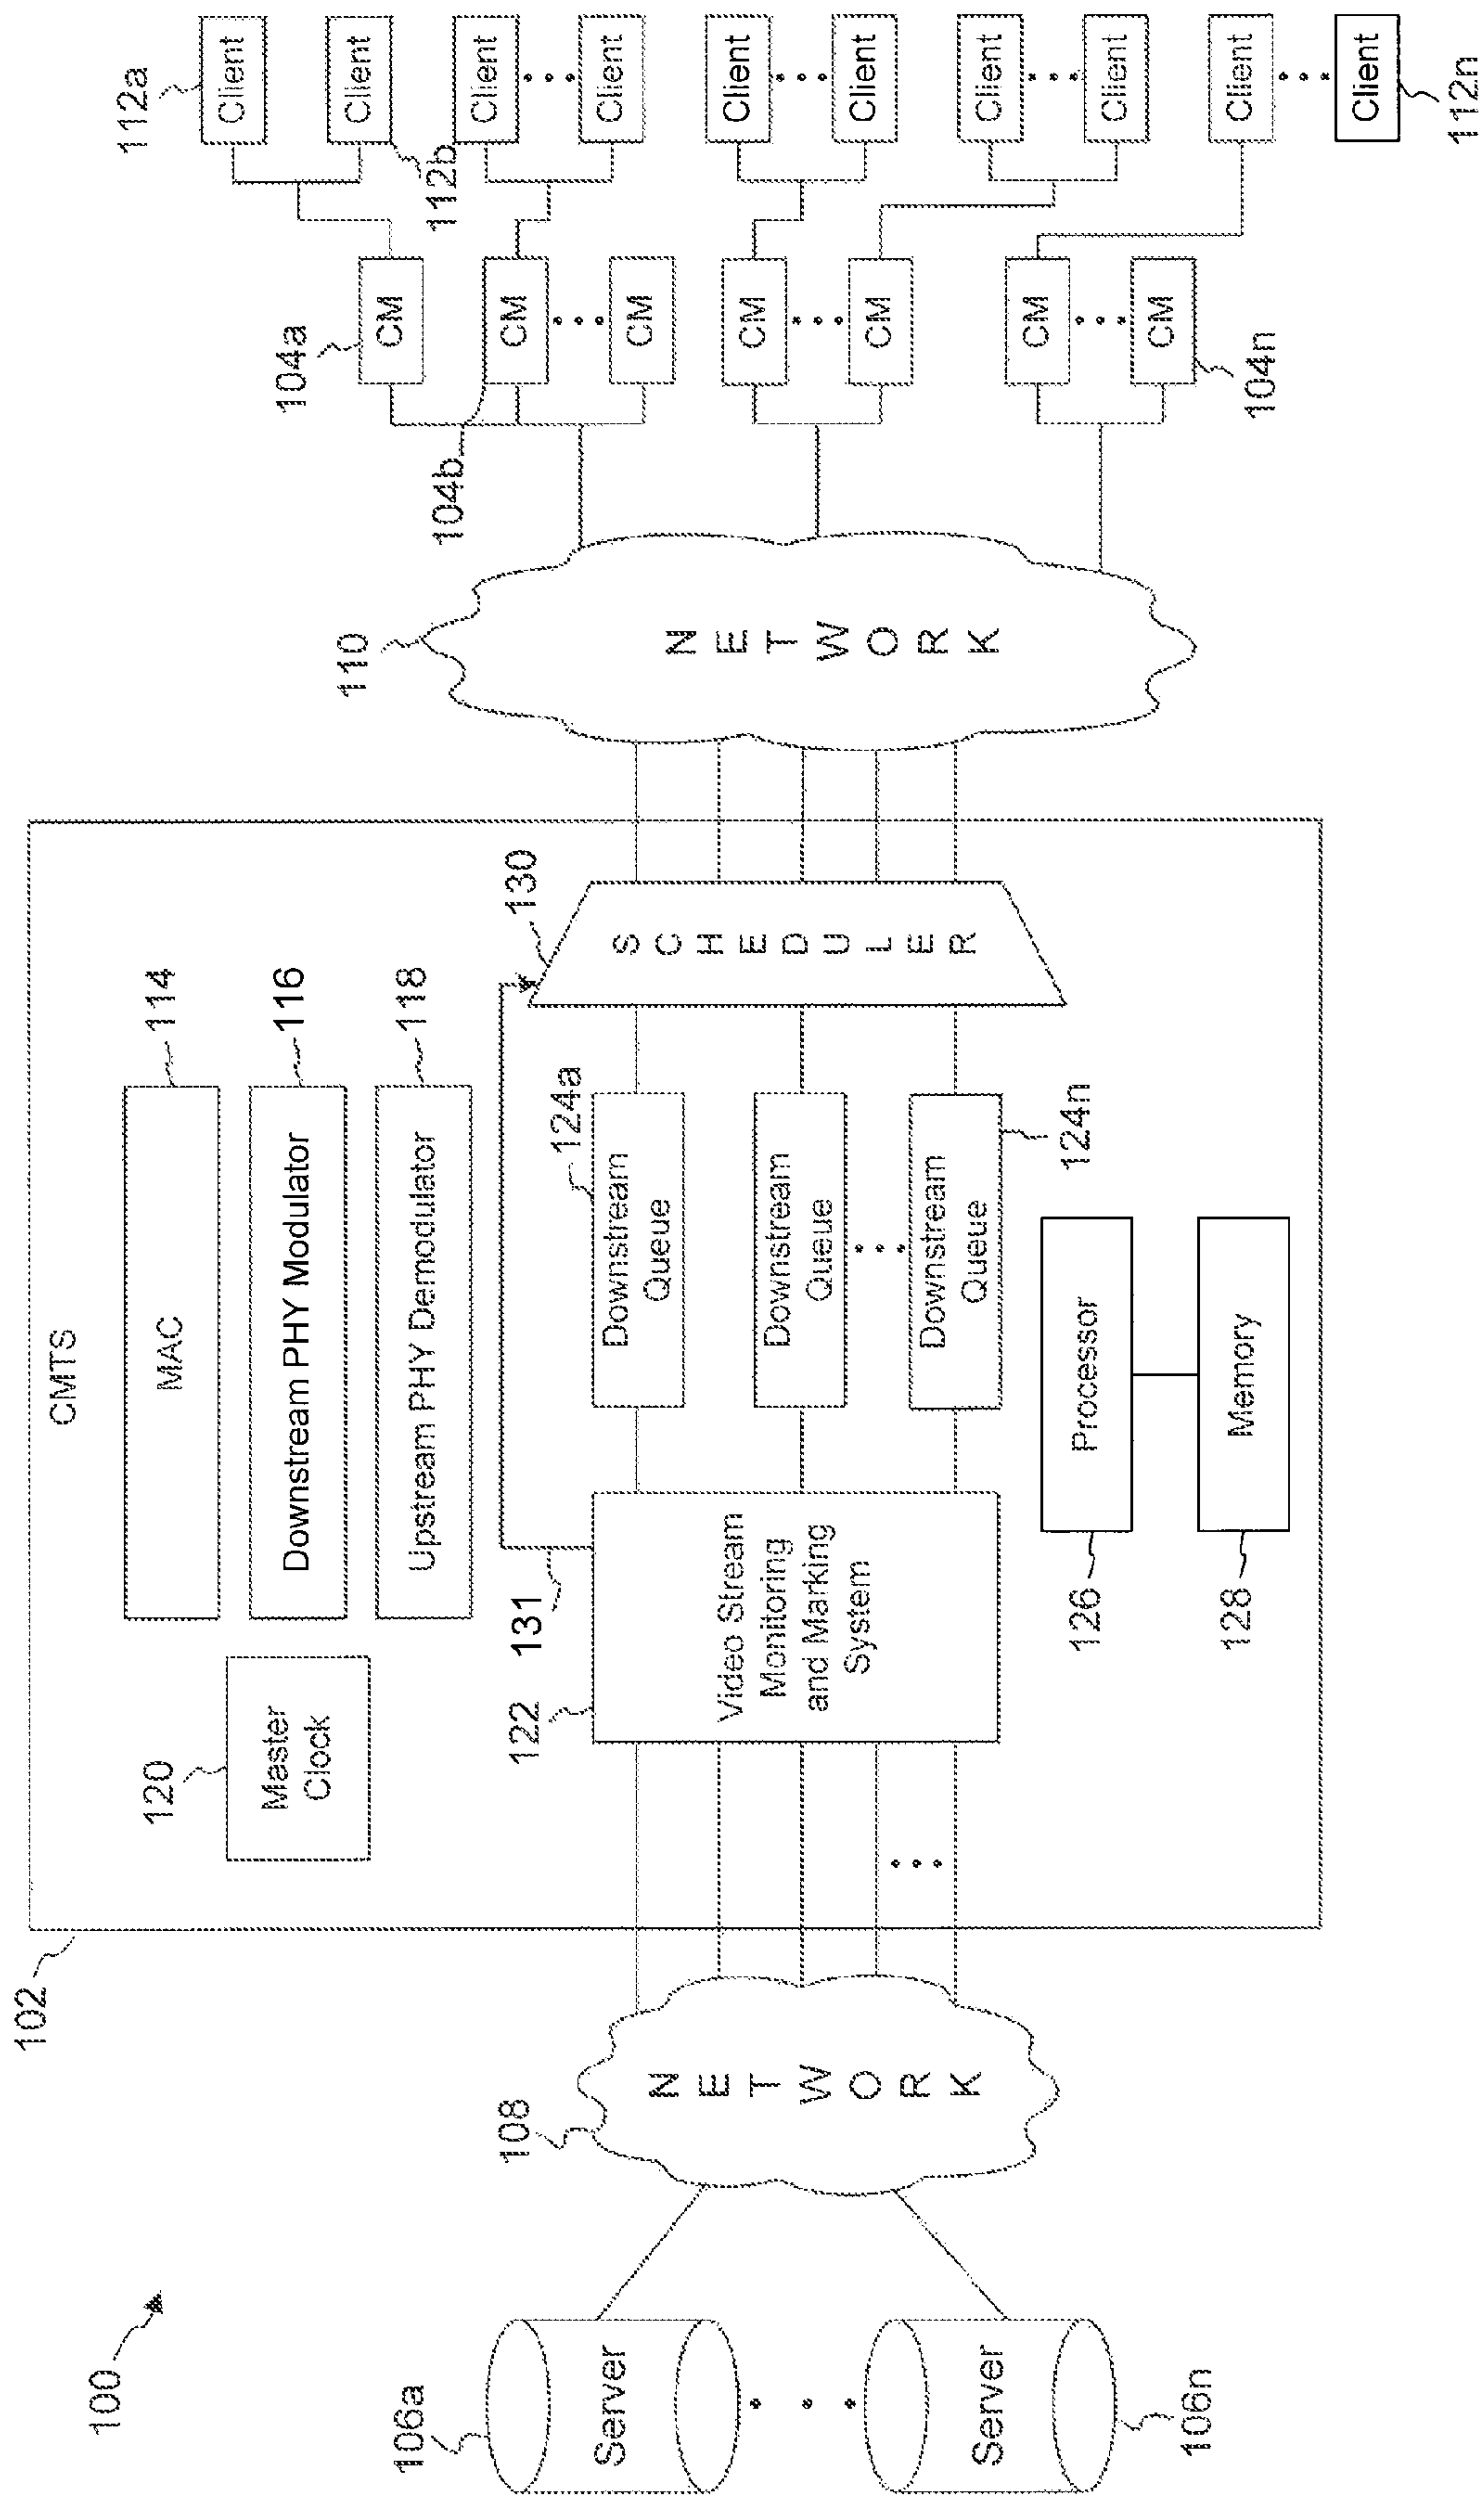 100
102
CMTS
120
Master
Clock
MAC
114
Downstream PHY Modulator
116
Upstream PHY Demodulator
118
106a
Server
Server
106n
108
NETWORK
122
Video Stream
Monitoring
and Marking
System
131
124a
Downstream
Queue
Downstream
Queue
Downstream
Queue
124n
130
SCHEDULER
126
Processor
128
Memory
110
NETWORK
104a
CM
104b
CM
CM
CM
CM
CM
CM
104n
112a
Client
Client
112b
Client
Client
Client
Client
Client
Client
Client
Client
112n